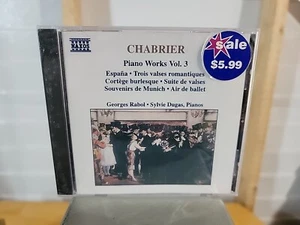 NAXOS
CHABRIER
Piano Works Vol. 3
España • Trois valses romantiques
Cortège burlesque • Suite de valses
Souvenirs de Munich • Air de ballet
Georges Rabol • Sylvie Dugas, Pianos
sale
$5.99